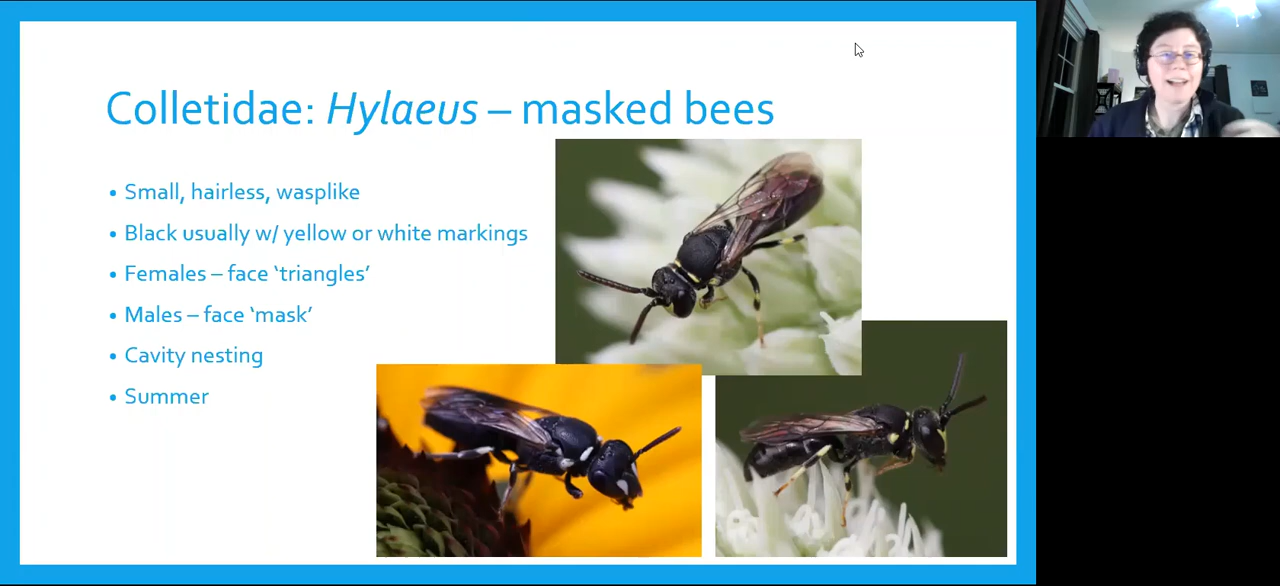 Colletidae: Hylaeus – masked bees
• Small, hairless, wasplike
• Black usually w/ yellow or white markings
• Females – face ‘triangles’
• Males – face ‘mask’
• Cavity nesting
• Summer